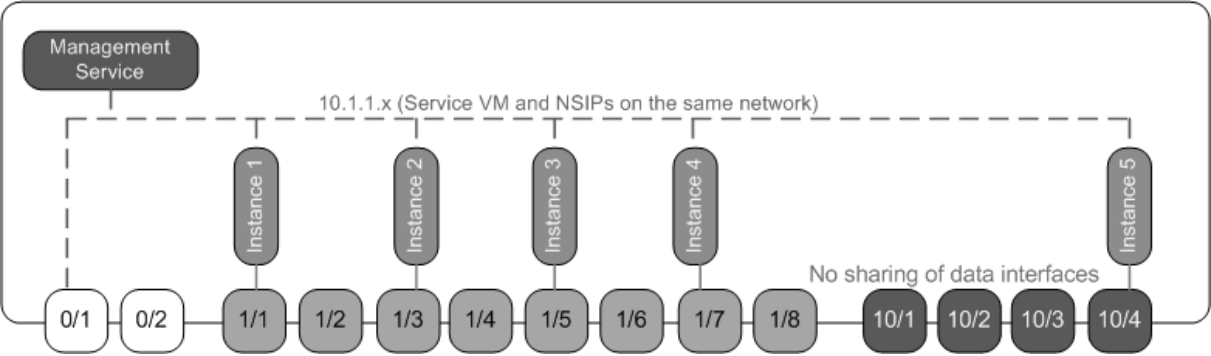 Management
Service
10.1.1.x (Service VM and NSIPs on the same network)
Instance 1
Instance 2
Instance 3
Instance 4
Instance 5
No sharing of data interfaces
0/1 0/2 1/1 1/2 1/3 1/4 1/5 1/6 1/7 1/8 10/1 10/2 10/3 10/4